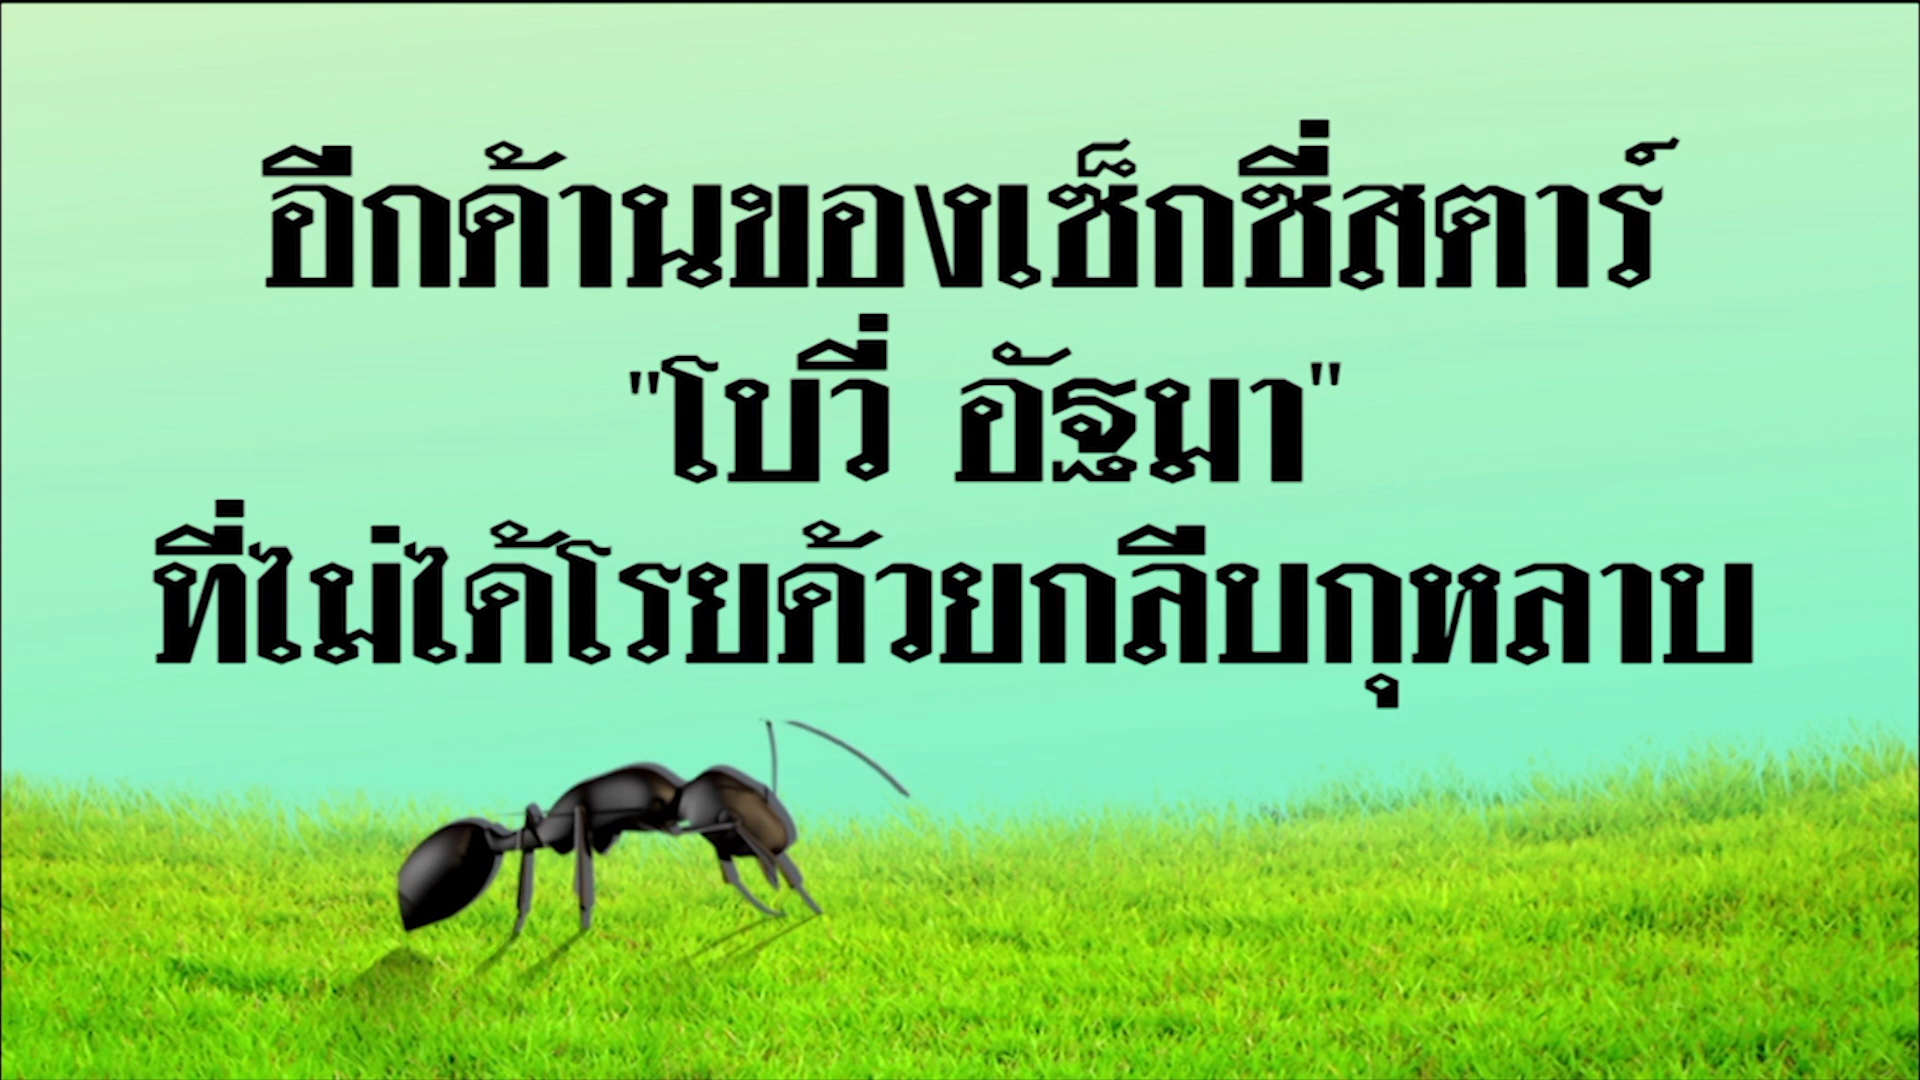 อีกด้านของเซ็กซี่สตาร์
"โบวี่ อัฐมา"
ที่ไม่ได้โรยด้วยกลีบกุหลาบ